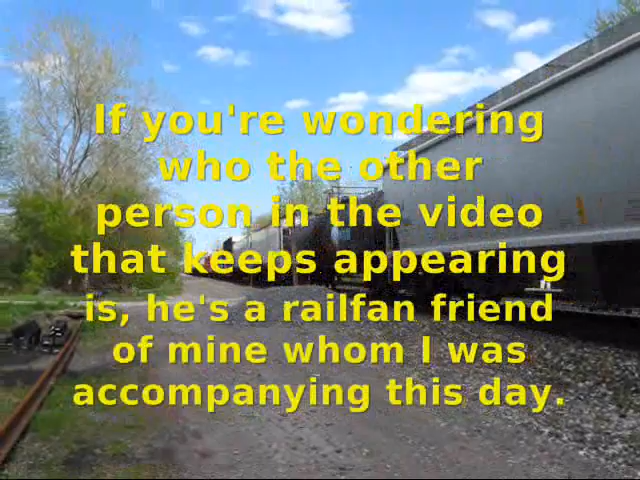 If you're wondering
who the other
person in the video
that keeps appearing
is, he's a railfan friend
of mine whom I was
accompanying this day.